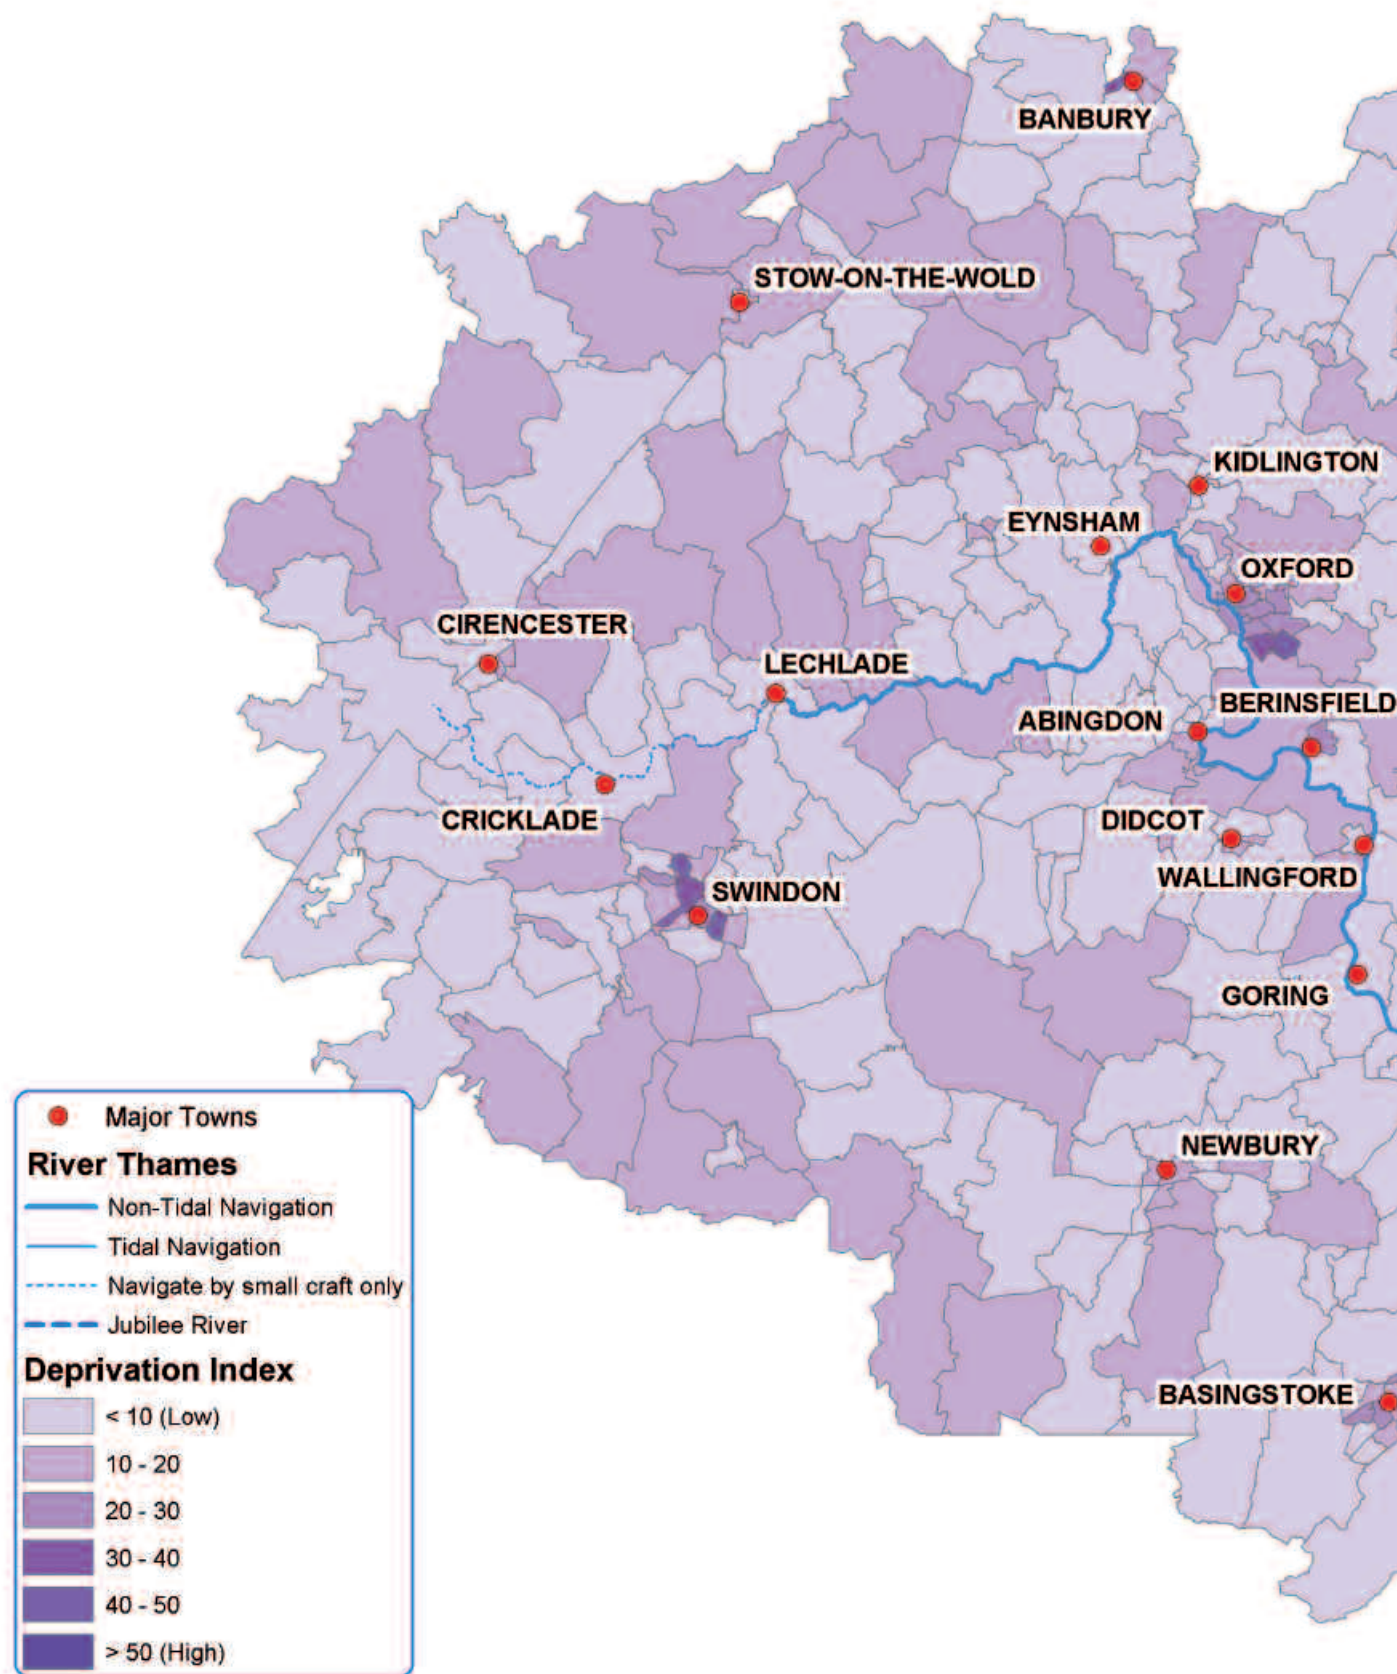 BANBURY
STOW-ON-THE-WOLD
KIDLINGTON
EYNSHAM
OXFORD
CIRENCESTER
LECHLADE
BERINSFIELD
ABINGDON
CRICKLADE
DIDCOT
WALLINGFORD
SWINDON
GORING
NEWBURY
BASINGSTOKE
Major Towns
River Thames
Non-Tidal Navigation
Tidal Navigation
Navigate by small craft only
Jubilee River
Deprivation Index
< 10 (Low)
10 - 20
20 - 30
30 - 40
40 - 50
> 50 (High)